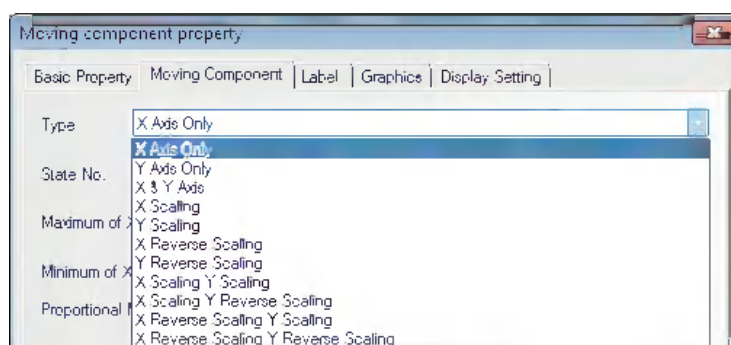 Moving component property
Basic Property Moving Component Label Graphics Display Setting
Type X Axis Only
X Axis Only
State No. Y Axis Only
X & Y Axis
X Scaling
Maximum of X Y Scaling
X Reverse Scaling
Minimum of X Y Reverse Scaling
X Scaling Y Scaling
Proportional X Scaling Y Reverse Scaling
X Reverse Scaling Y Scaling
X Reverse Scaling Y Reverse Scaling